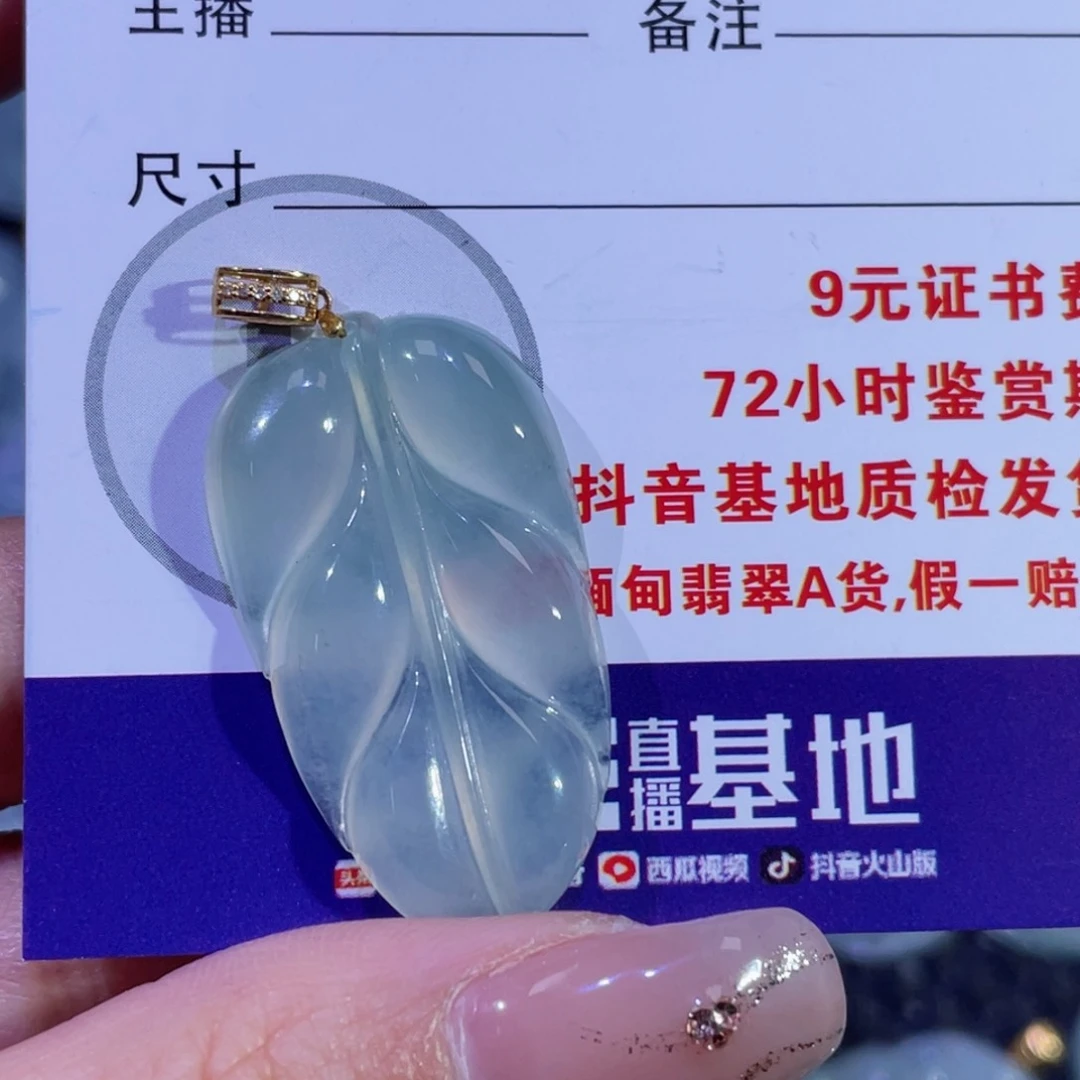 主播 备注
尺寸
9元证书费
72小时鉴赏期
抖音基地质检发货
缅甸翡翠A货,假一赔
直播基地
头 西瓜视频 抖音火山版